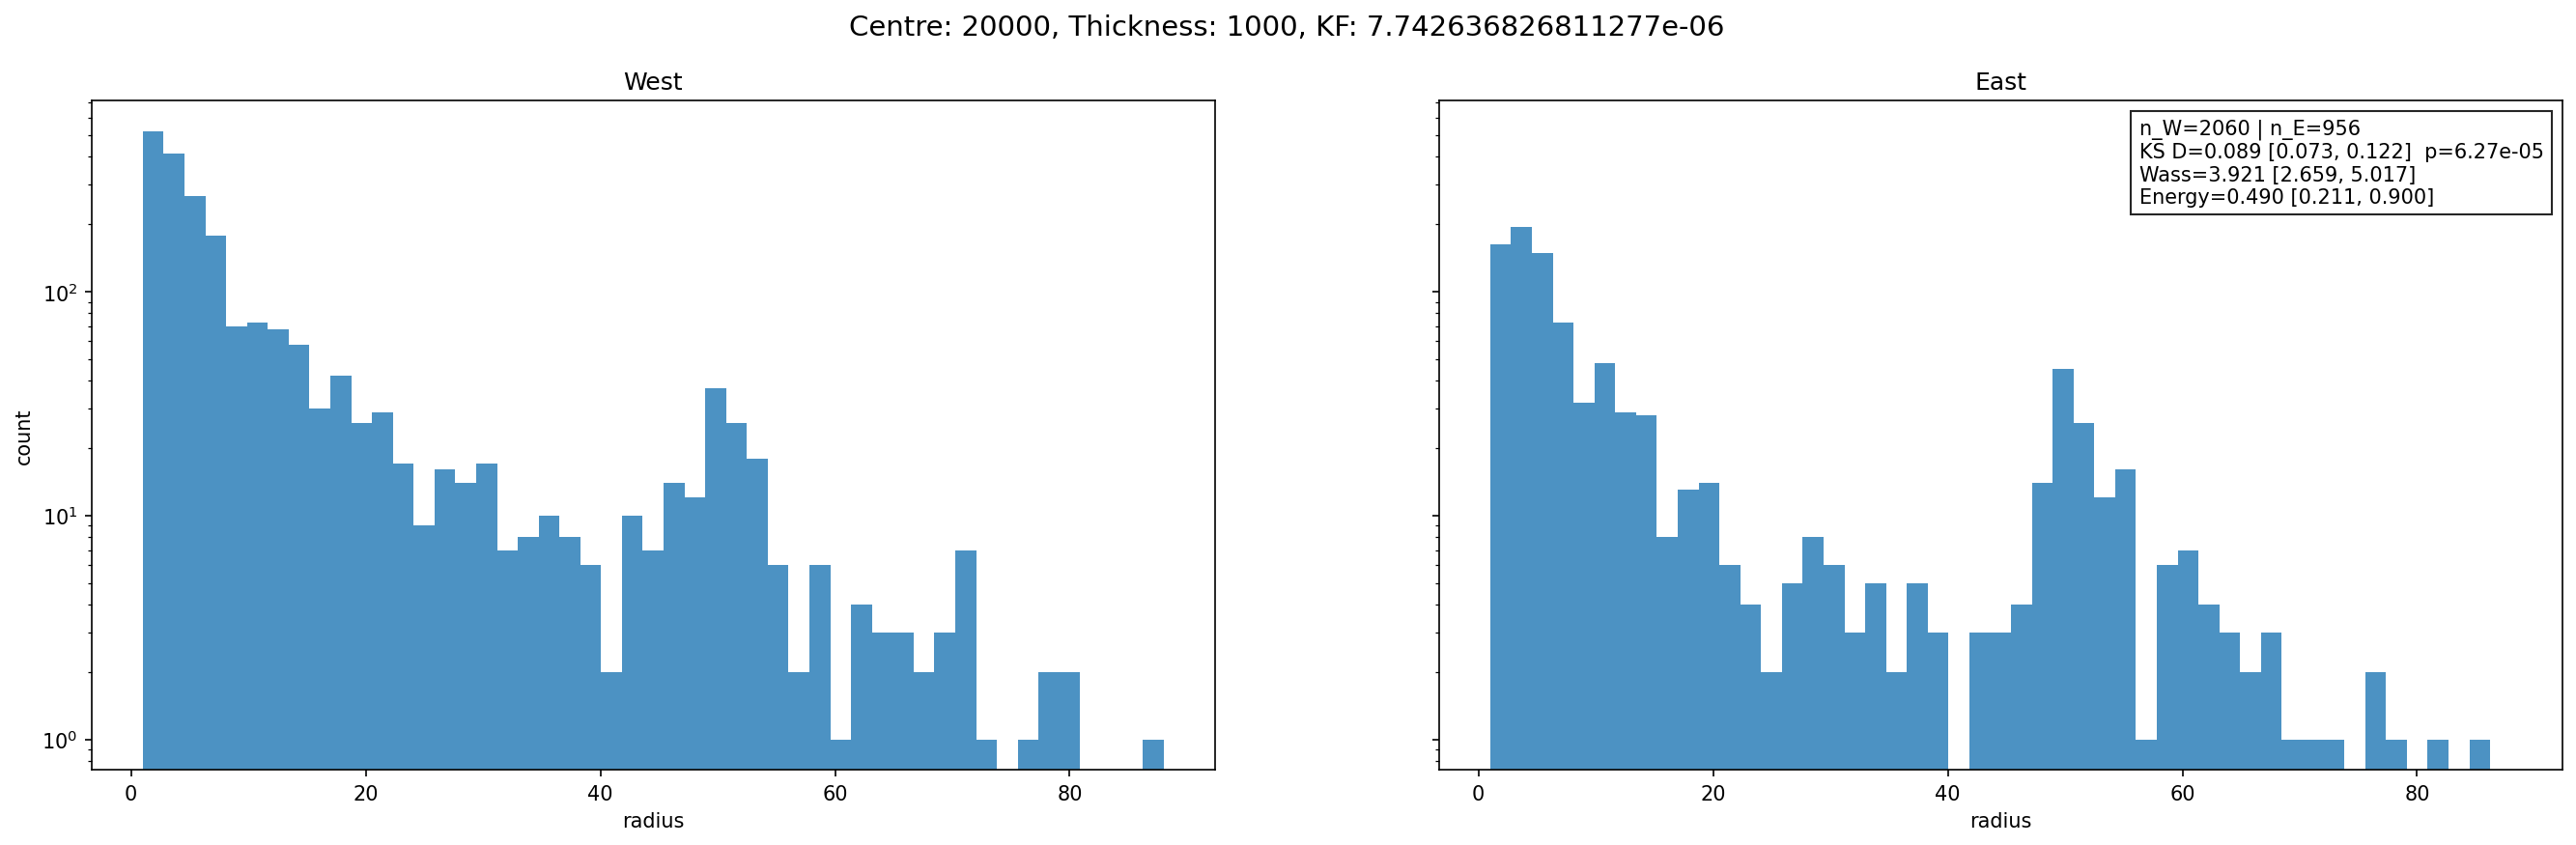 Centre: 20000, Thickness: 1000, KF: 7.742636826811277e-06
West
count
10²
10¹
10⁰
0 20 40 60 80
radius
East
n_W=2060 | n_E=956
KS D=0.089 [0.073, 0.122]  p=6.27e-05
Wass=3.921 [2.659, 5.017]
Energy=0.490 [0.211, 0.900]
0 20 40 60 80
radius